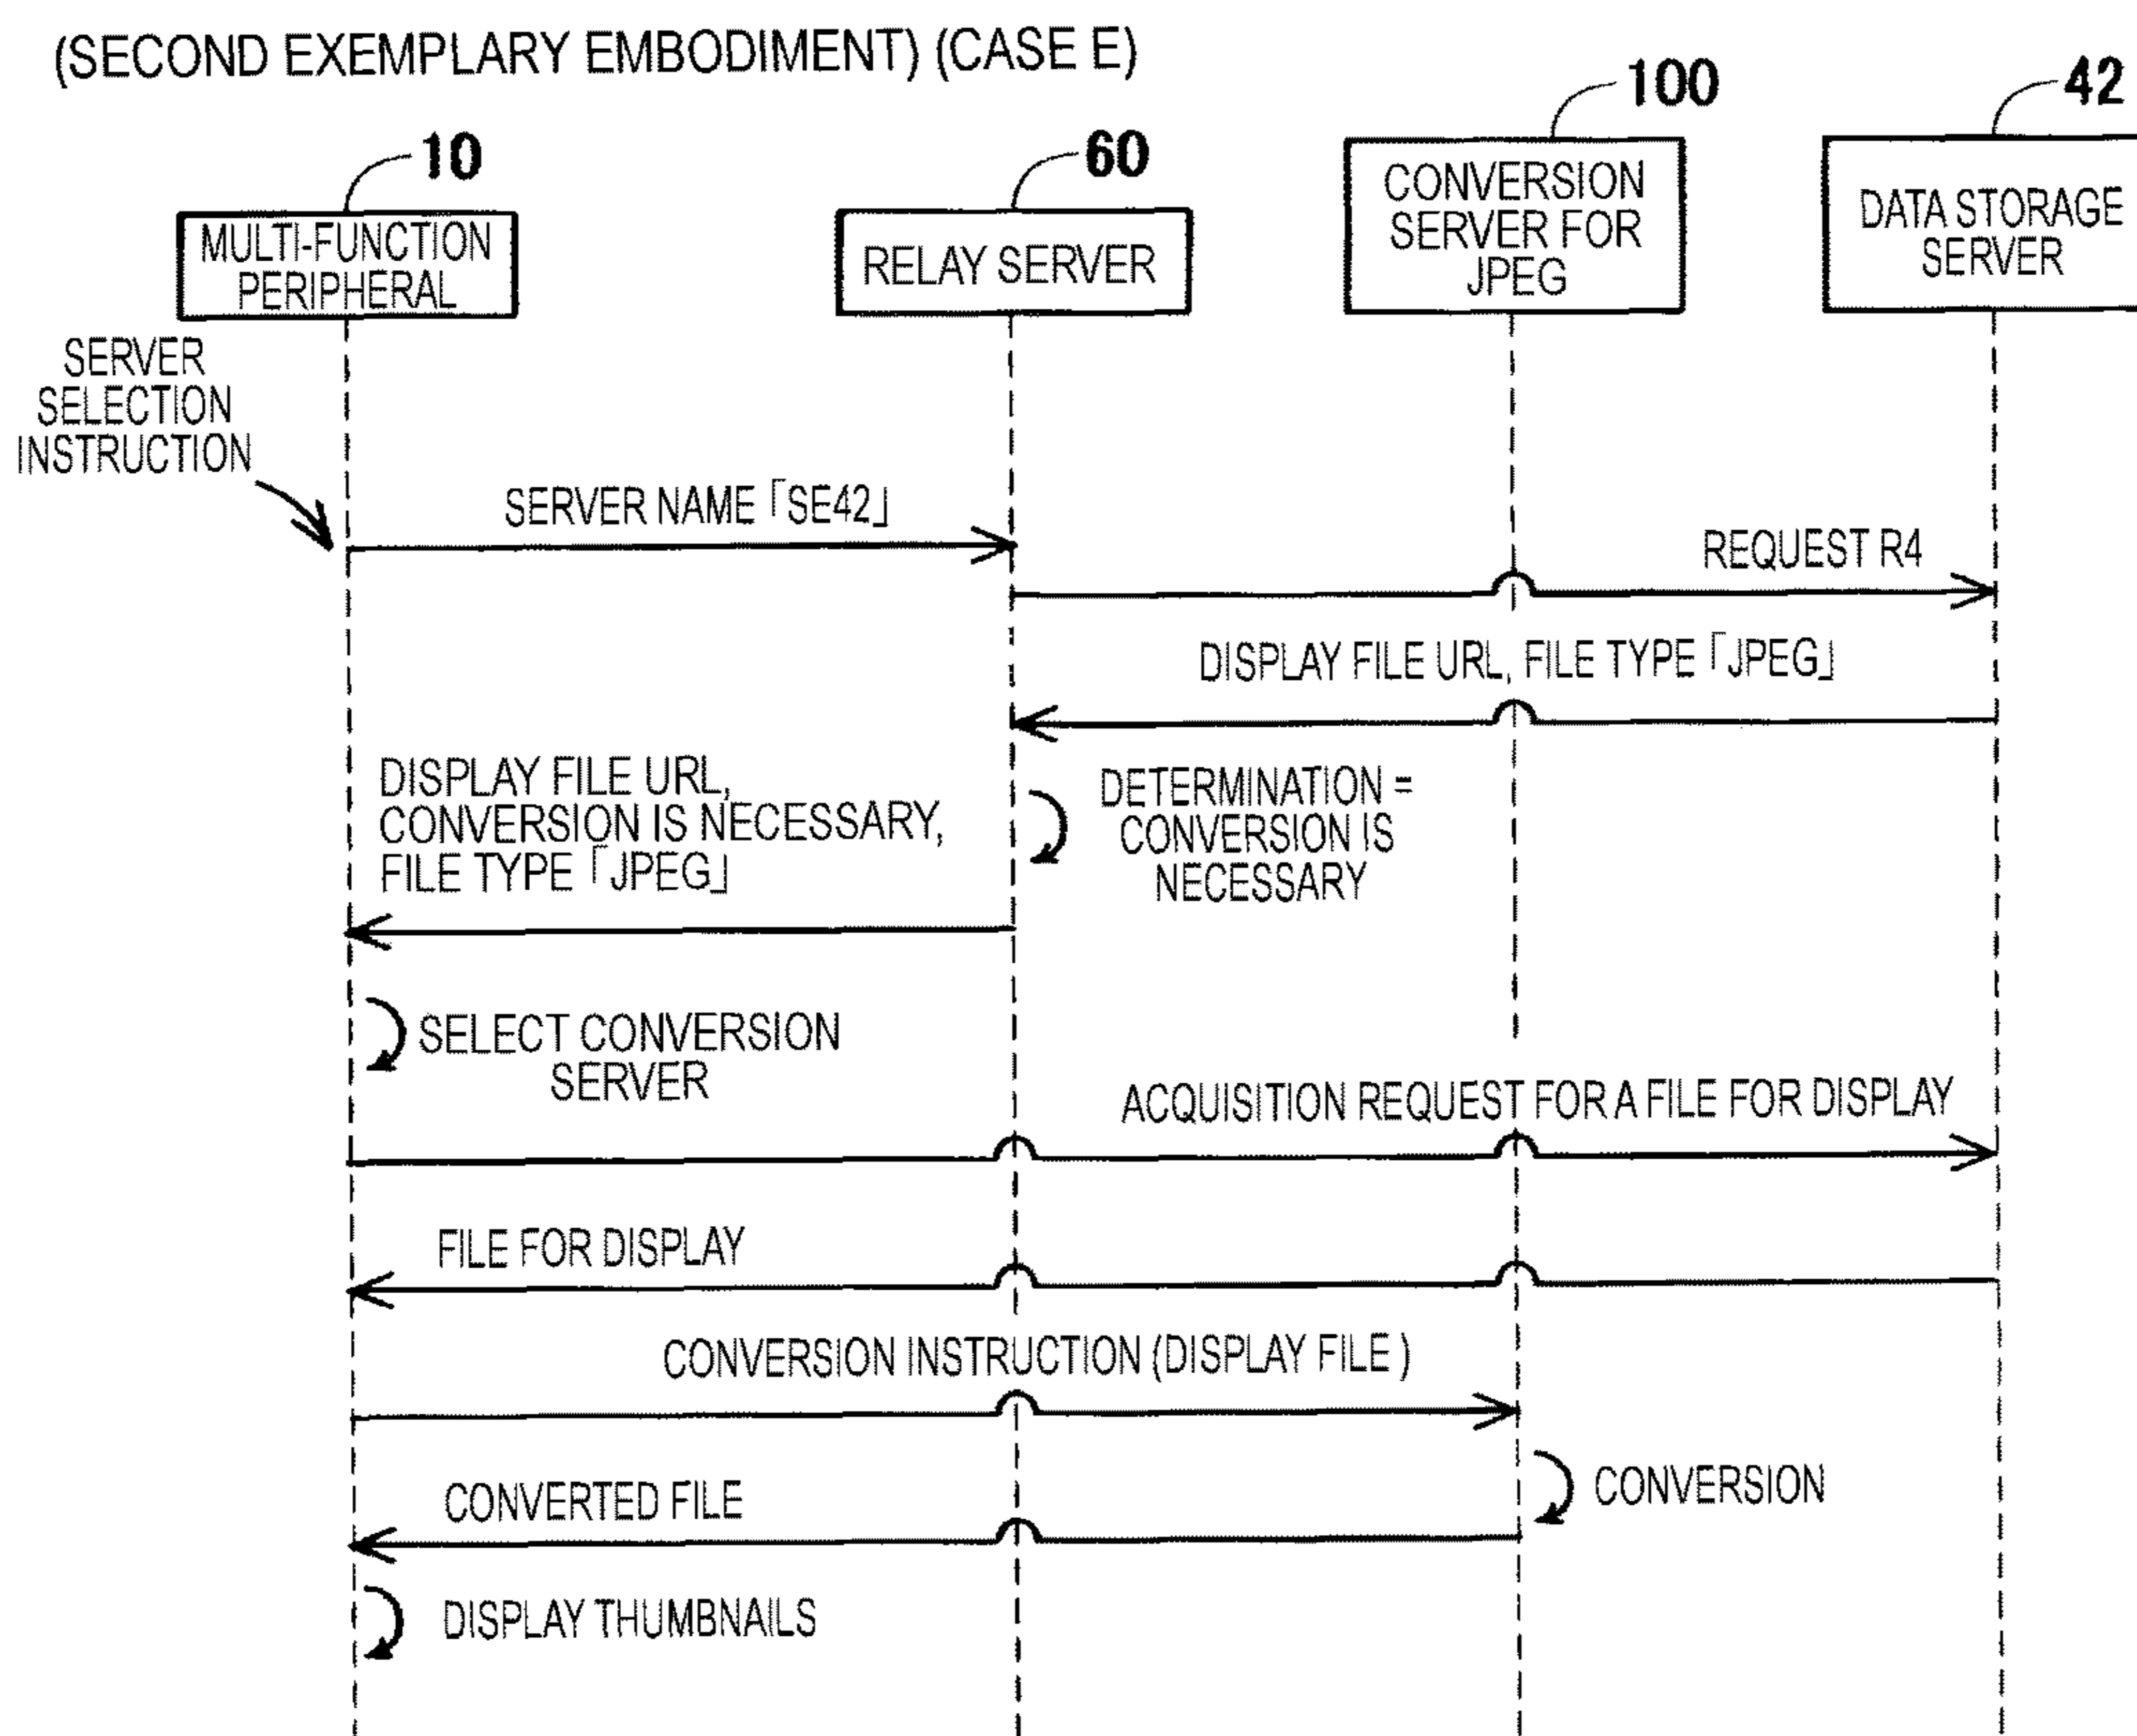 (SECOND EXEMPLARY EMBODIMENT) (CASE E)
10
60
100
42
MULTI-FUNCTION
PERIPHERAL
RELAY SERVER
CONVERSION
SERVER FOR
JPEG
DATA STORAGE
SERVER
SERVER
SELECTION
INSTRUCTION
SERVER NAME「SE42」
REQUEST R4
DISPLAY FILE URL, FILE TYPE「JPEG」
DETERMINATION =
CONVERSION IS
NECESSARY
DISPLAY FILE URL,
CONVERSION IS NECESSARY,
FILE TYPE「JPEG」
SELECT CONVERSION
SERVER
ACQUISITION REQUEST FOR A FILE FOR DISPLAY
FILE FOR DISPLAY
CONVERSION INSTRUCTION (DISPLAY FILE )
CONVERSION
CONVERTED FILE
DISPLAY THUMBNAILS